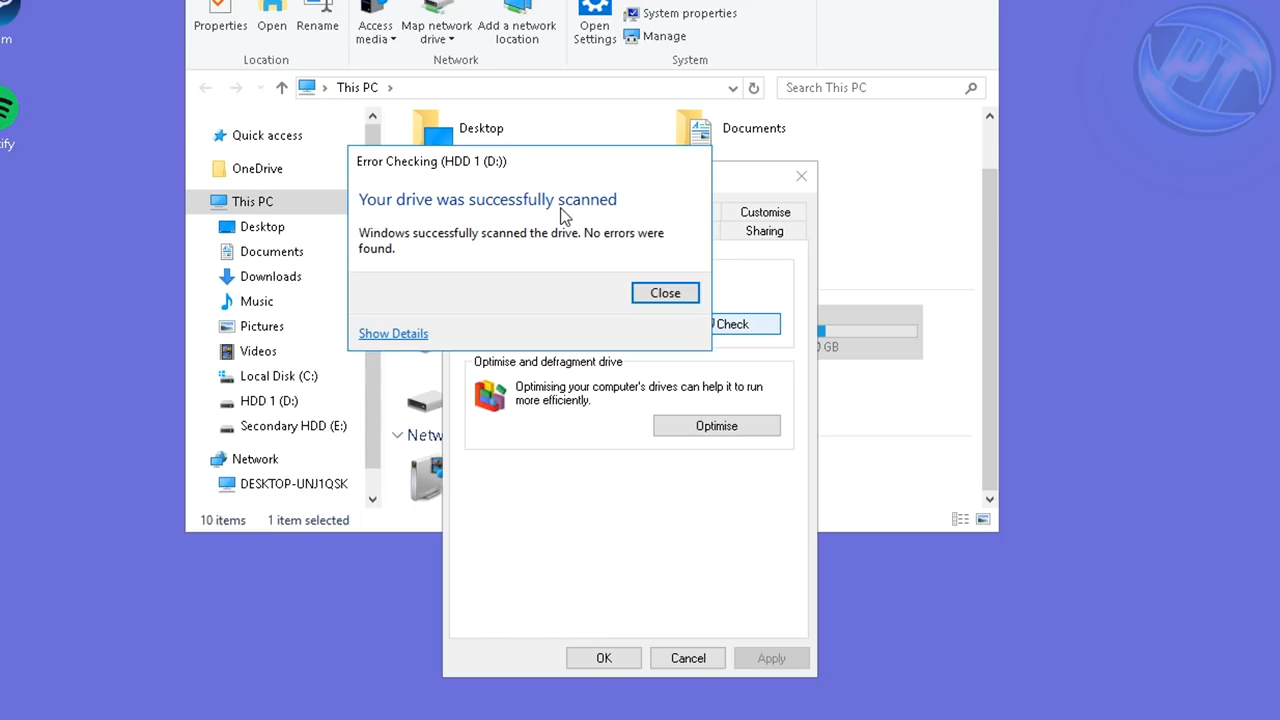 Properties
Open
Rename
Access media
Map network drive
Add a network location
Open Settings
System properties
Manage
Location
Network
System
This PC
Search This PC
Quick access
OneDrive
This PC
Desktop
Documents
Downloads
Music
Pictures
Videos
Local Disk (C:)
HDD 1 (D:)
Secondary HDD (E:)
Network
DESKTOP-UNJ1QSK
10 items
1 item selected
Desktop
Documents
Error Checking (HDD 1 (D:))
Your drive was successfully scanned
Windows successfully scanned the drive. No errors were
found.
Close
Show Details
Customise
Sharing
Check
GB
Optimise and defragment drive
Optimising your computer's drives can help it to run
more efficiently.
Optimise
OK
Cancel
Apply
PT